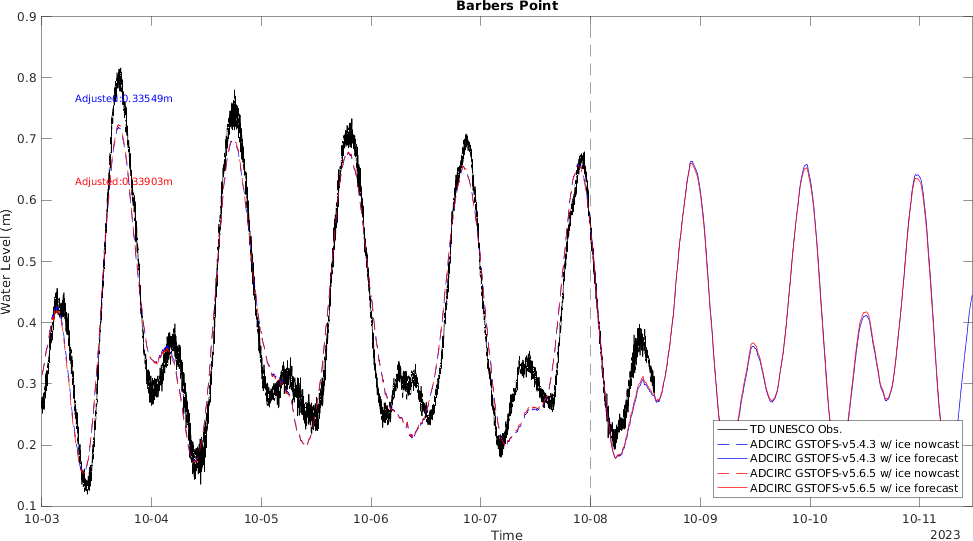 Barbers Point
0.9
0.8
0.7
0.6
0.5
0.4
0.3
0.2
0.1
Water Level (m)
Adjusted:0.33549m
Adjusted:0.33903m
TD UNESCO Obs.
ADCIRC GSTOFS-v5.4.3 w/ ice nowcast
ADCIRC GSTOFS-v5.4.3 w/ ice forecast
ADCIRC GSTOFS-v5.6.5 w/ ice nowcast
ADCIRC GSTOFS-v5.6.5 w/ ice forecast
10-03 10-04 10-05 10-06 10-07 10-08 10-09 10-10 10-11
Time
2023